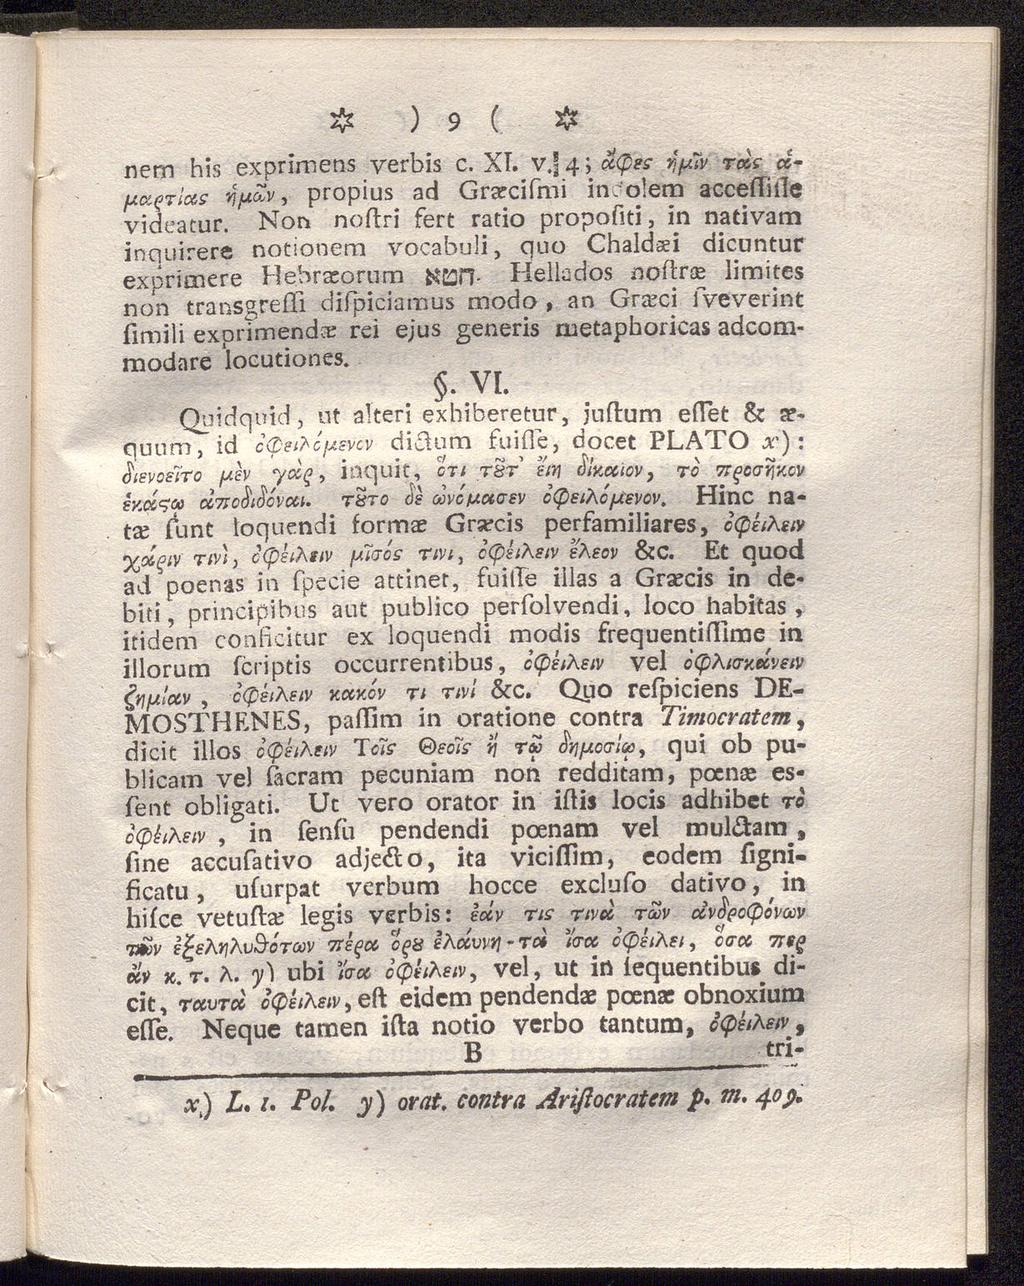 ✡ ) 9 ( ✡
nem his exprimens verbis c. XI. v. 4; ἄφες ἡμῖν τὰς ἁ-
μαρτίας ἡμῶν, propius ad Græciſmi indolem acceſſiſſe
videatur. Non noſtri fert ratio propoſiti, in nativam
inquirere notionem vocabuli, quo Chaldæi dicuntur
exprimere Hebræorum חטא. Hellados noſtræ limites
non transgreſſi diſpiciamus modo, an Græci ſveverint
ſimili exprimendæ rei ejus generis metaphoricas adcom-
modare locutiones.
§. VI.
Quidquid, ut alteri exhiberetur, juſtum eſſet & æ-
quum, id ὀφειλόμενον dictum fuiſſe, docet PLATO x):
διενοεῖτο μὲν γὰρ, inquit, ὅτι τȣ̃τ' εἴη δίκαιον, τὸ προσῆκον
ἑκάϛῳ ἀποδιδόναι. τȣ̃το δὲ ὠνόμασεν ὀφειλόμενον. Hinc na-
tæ ſunt loquendi formæ Græcis perfamiliares, ὀφείλειν
χάριν τινὶ, ὀφείλειν μῖσός τινι, ὀφείλειν ἔλεον &c. Et quod
ad poenas in ſpecie attinet, fuiſſe illas a Græcis in de-
biti, principibus aut publico perſolvendi, loco habitas,
itidem conficitur ex loquendi modis frequentiſſime in
illorum ſcriptis occurrentibus, ὀφείλειν vel ὀφλισκάνειν
ζημίαν, ὀφείλειν κακόν τι τινί &c. Quo reſpiciens DE-
MOSTHENES, paſſim in oratione contra Timocratem,
dicit illos ὀφείλειν Τοῖς Θεοῖς ἢ τῷ δημοσίῳ, qui ob pu-
blicam vel ſacram pecuniam non redditam, pœnæ es-
ſent obligati. Ut vero orator in iſtis locis adhibet τὸ
ὀφείλειν, in ſenſu pendendi pœnam vel mulctam,
ſine accuſativo adjecto, ita viciſſim, eodem ſigni-
ficatu, uſurpat verbum hocce excluſo dativo, in
hiſce vetuſtæ legis verbis: ἐάν τις τινὰ τῶν ἀνδροφόνων
τῶν ἐξεληλυθότων πέρα ὅρȣ ἐλάυνη-τὰ ἴσα ὀφείλει, ὅσα περ
ἄν κ. τ. λ. y) ubi ἴσα ὀφείλειν, vel, ut in ſequentibus di-
cit, ταυτὰ ὀφείλειν, eſt eidem pendendæ pœnæ obnoxium
eſſe. Neque tamen iſta notio verbo tantum, ὀφείλειν,
B tri-
x) L. 1. Pol. y) orat. contra Ariſtocratem p. m. 409.